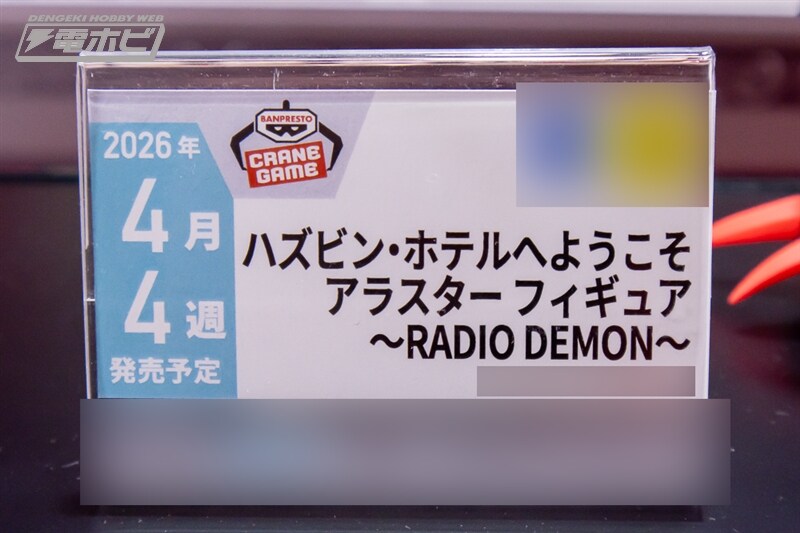 DENGEKI HOBBY WEB
電ホビ
BANPRESTO
CRANE
GAME
2026年
4月
4週
発売予定
ハズビン・ホテルへようこそ
アラスター フィギュア
～RADIO DEMON～